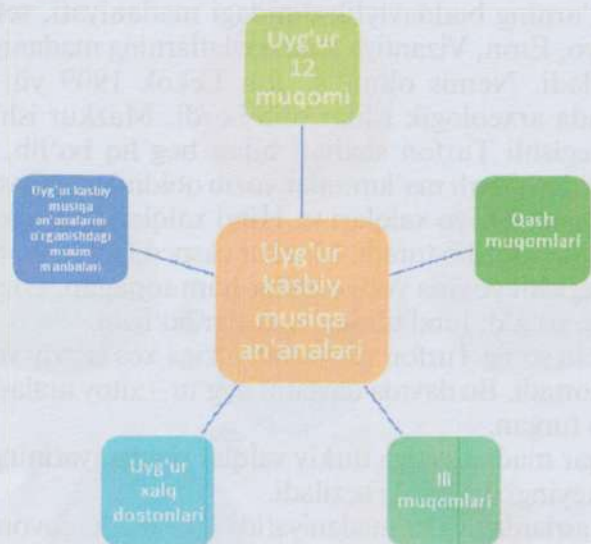 Uyg'ur
12
muqomi
Uyg'ur kasbiy
musiqa
an'analarini
o'rganishdagi
muxim
manbalari
Qash
muqomlari
Uyg'ur
kasbiy
musiqa
an'analari
Uyg'ur
xalq
dostonlari
Ili
muqomlari